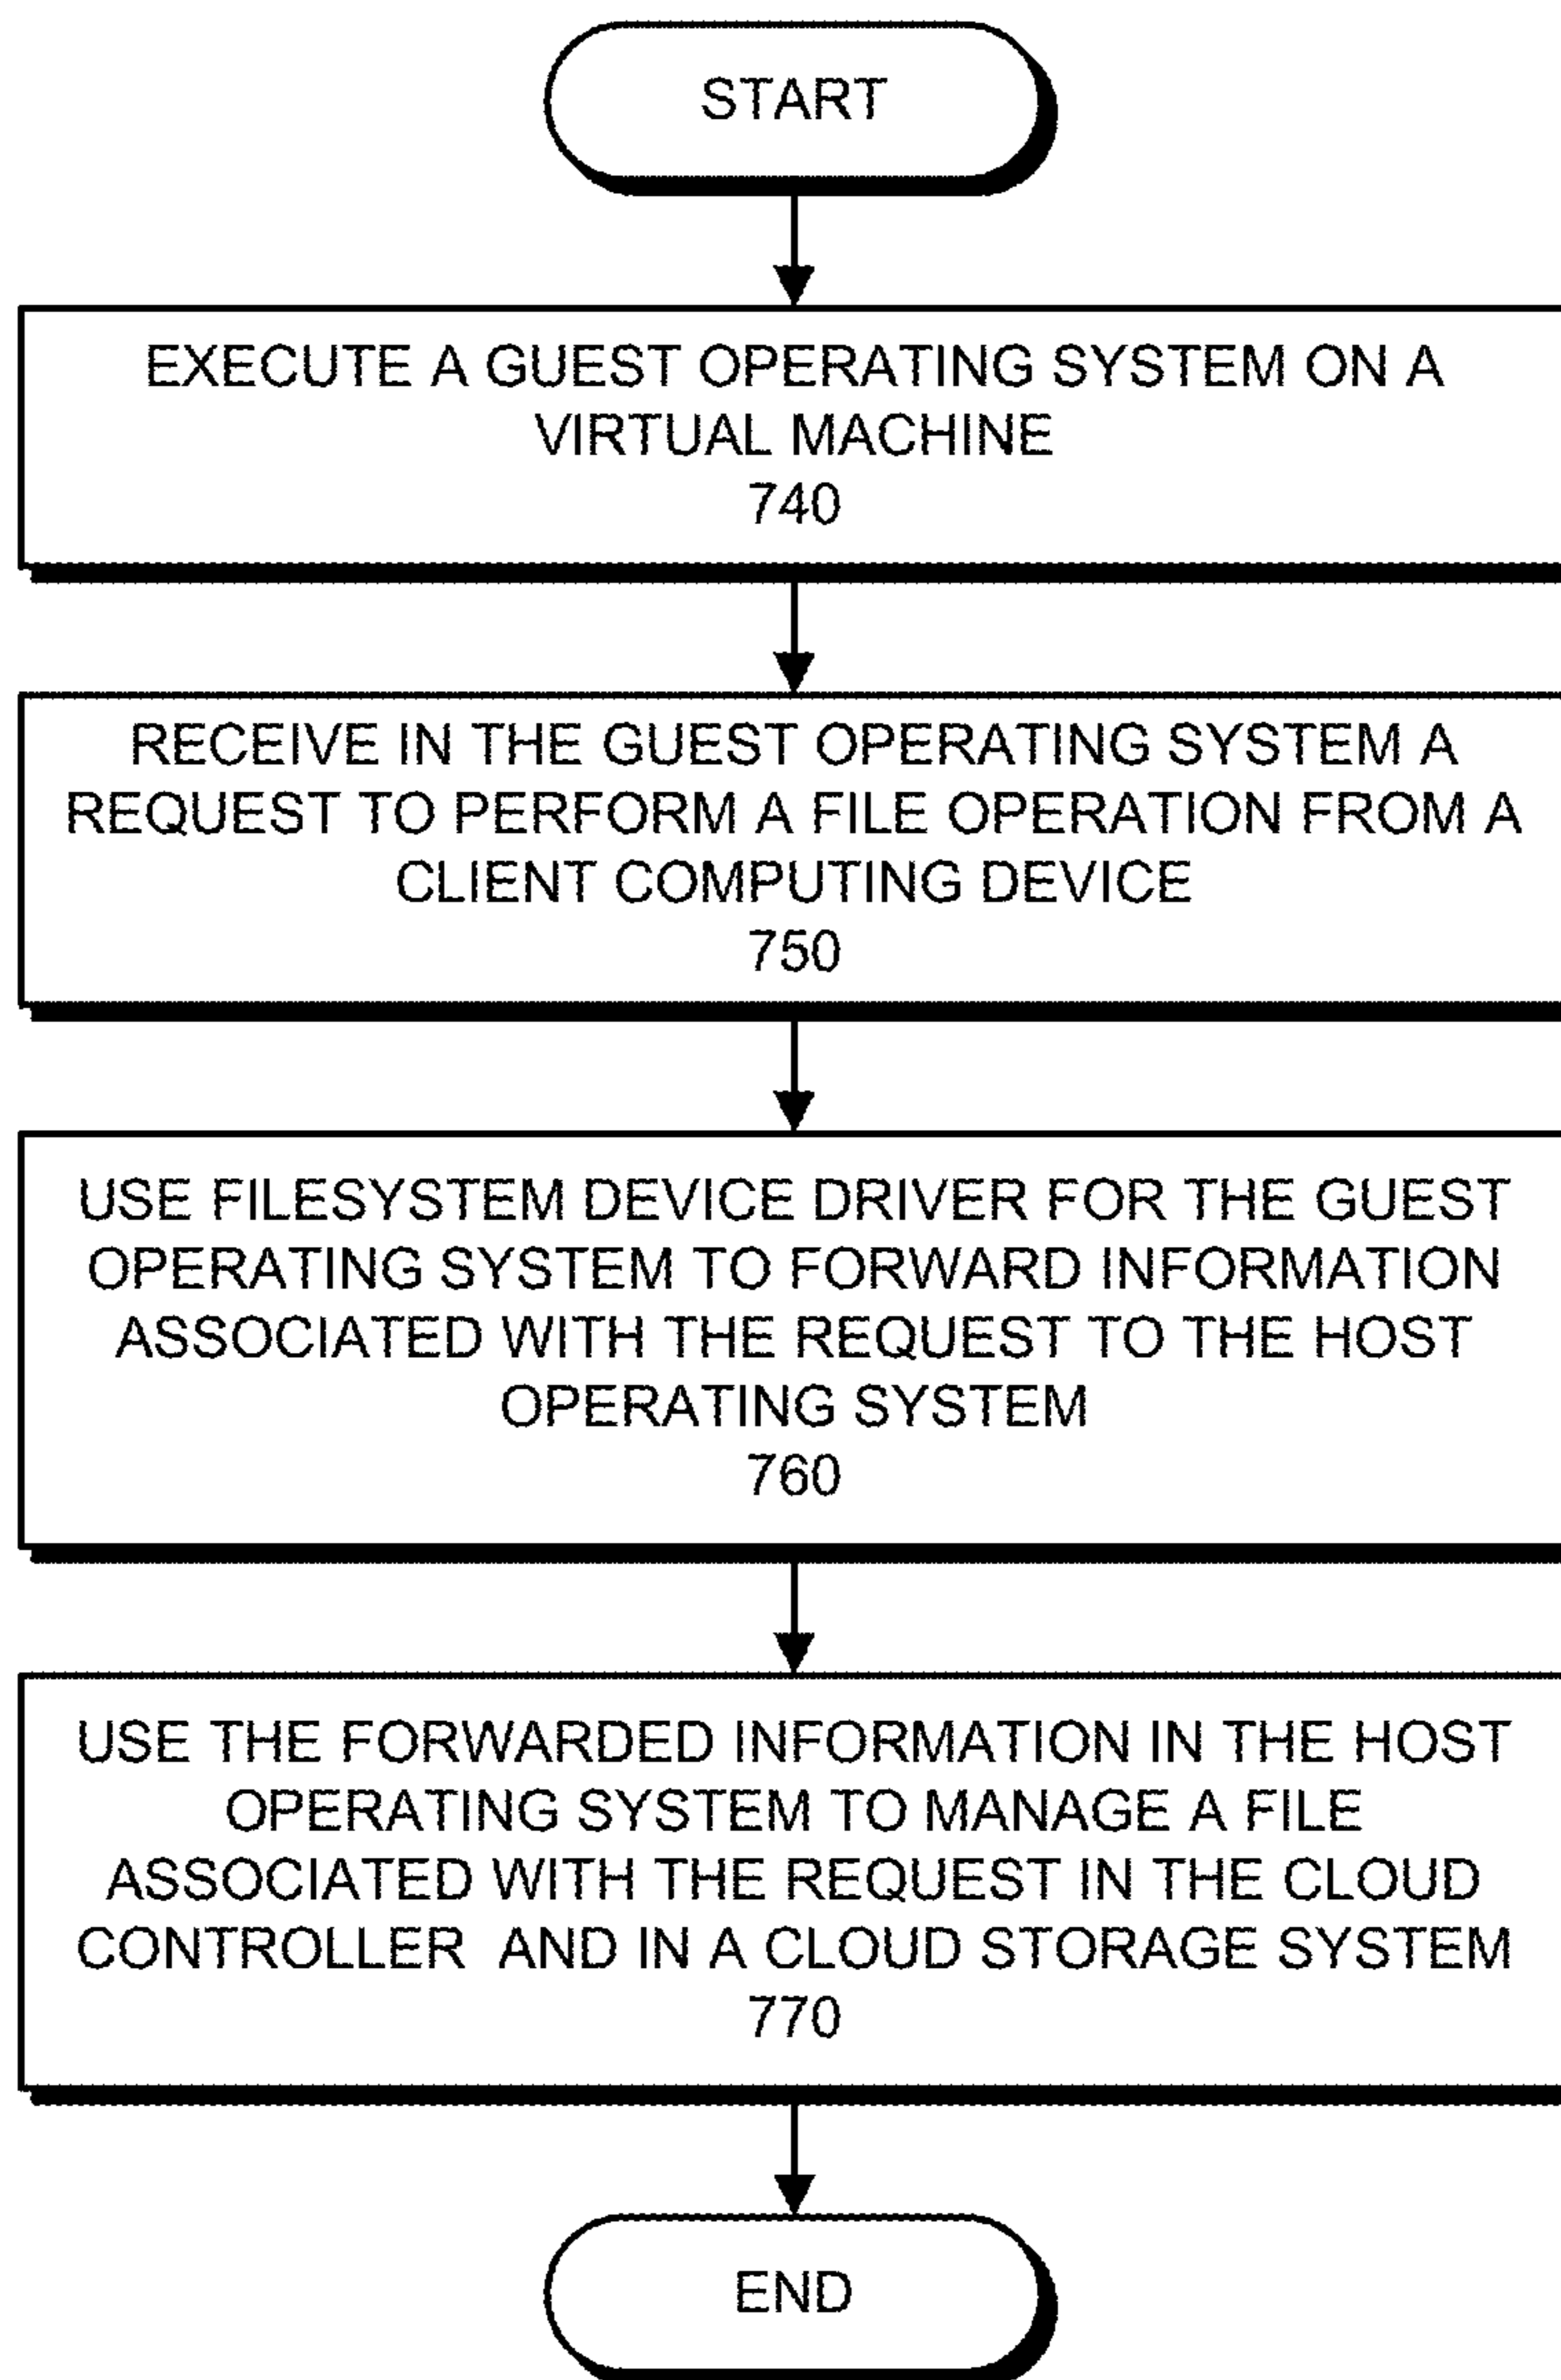 START
EXECUTE A GUEST OPERATING SYSTEM ON A
VIRTUAL MACHINE
740
RECEIVE IN THE GUEST OPERATING SYSTEM A
REQUEST TO PERFORM A FILE OPERATION FROM A
CLIENT COMPUTING DEVICE
750
USE FILESYSTEM DEVICE DRIVER FOR THE GUEST
OPERATING SYSTEM TO FORWARD INFORMATION
ASSOCIATED WITH THE REQUEST TO THE HOST
OPERATING SYSTEM
760
USE THE FORWARDED INFORMATION IN THE HOST
OPERATING SYSTEM TO MANAGE A FILE
ASSOCIATED WITH THE REQUEST IN THE CLOUD
CONTROLLER  AND IN A CLOUD STORAGE SYSTEM
770
END